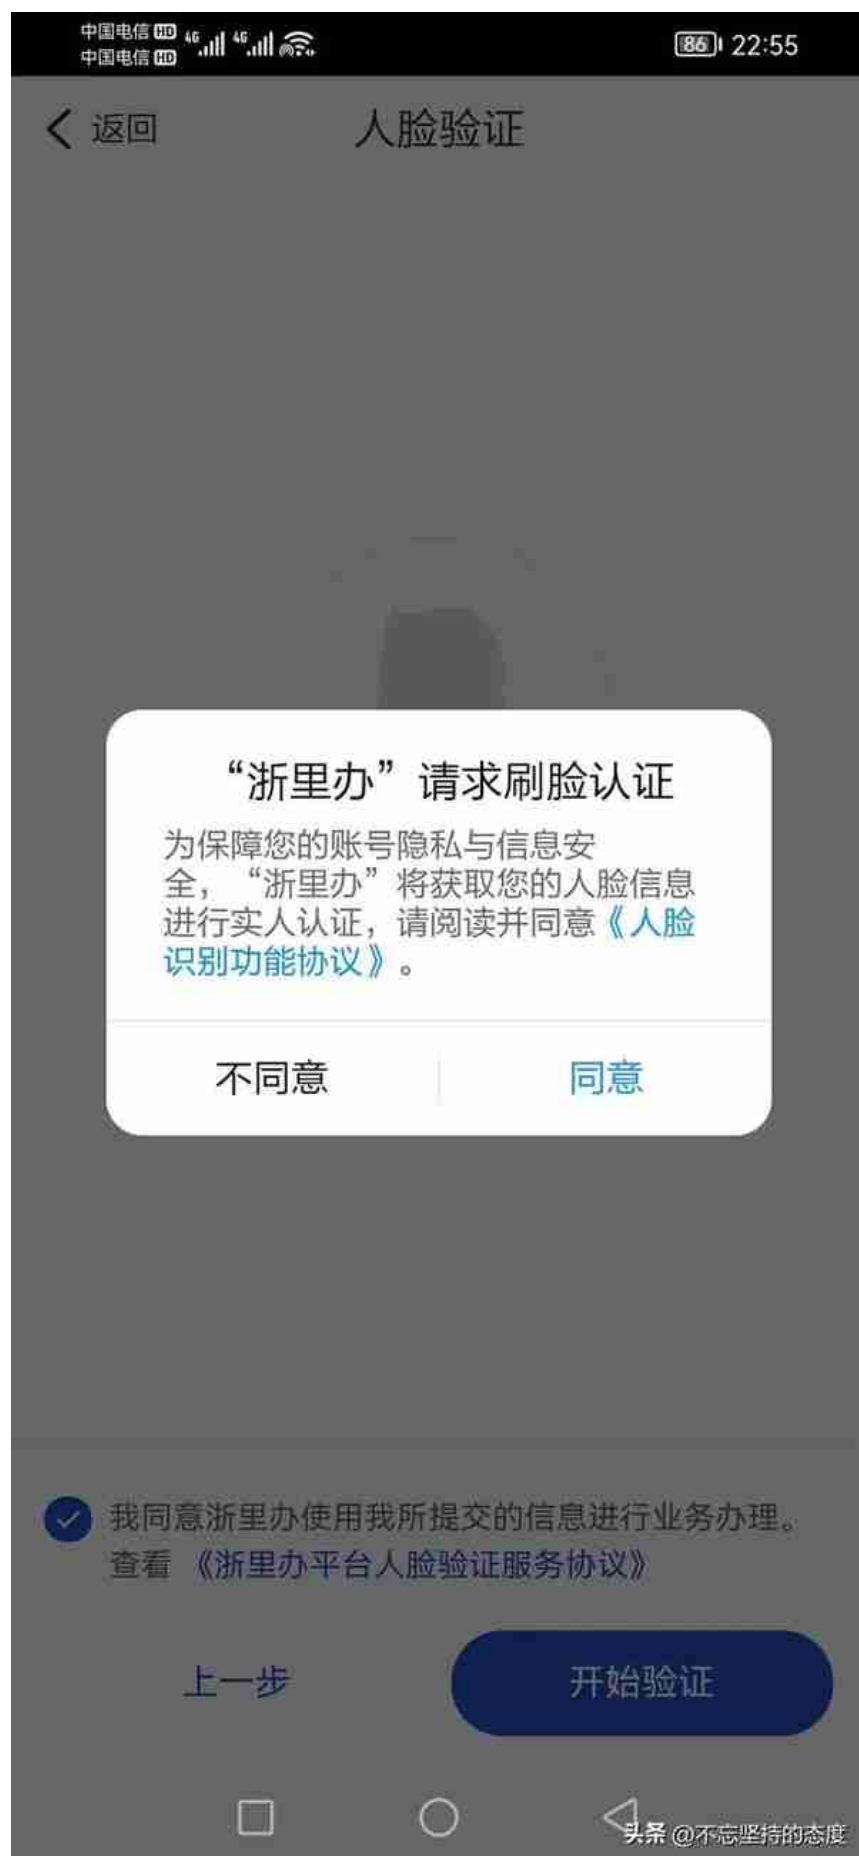 中国电信 HD 4G 4G 86 22:55
中国电信 HD
返回 人脸验证
“浙里办”请求刷脸认证
为保障您的账号隐私与信息安
全，“浙里办”将获取您的人脸信息
进行实人认证，请阅读并同意《人脸
识别功能协议》。
不同意 同意
我同意浙里办使用我所提交的信息进行业务办理。
查看《浙里办平台人脸验证服务协议》
上一步 开始验证
头条 @不忘坚持的态度